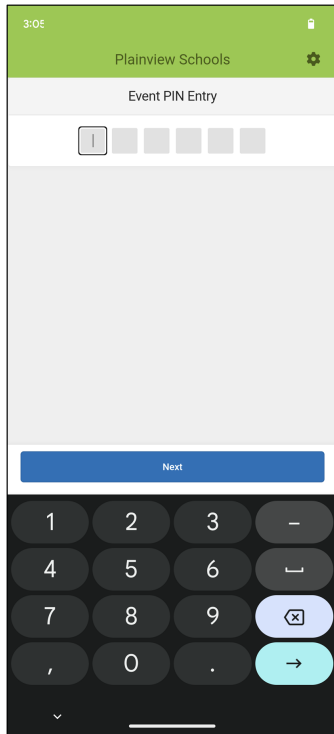 3:05
Plainview Schools
Event PIN Entry
Next
1 2 3 –
4 5 6
7 8 9
, 0 .